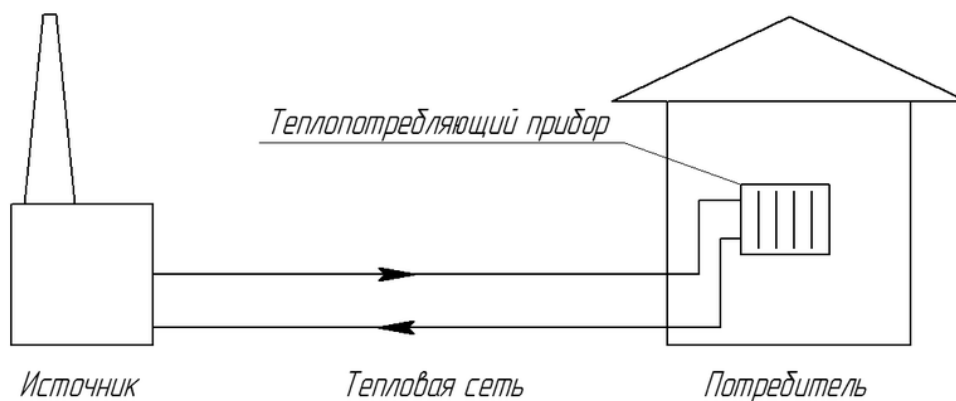 Теплопотребляющий прибор
Источник
Тепловая сеть
Потребитель